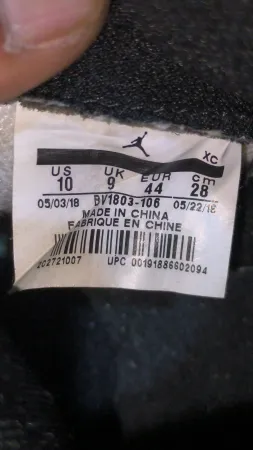 XC
US UK EUR cm
10 9 44 28
05/03/18 BV1803-106 05/22/18
MADE IN CHINA
FABRIQUE EN CHINE
202721007 UPC 00191886602094